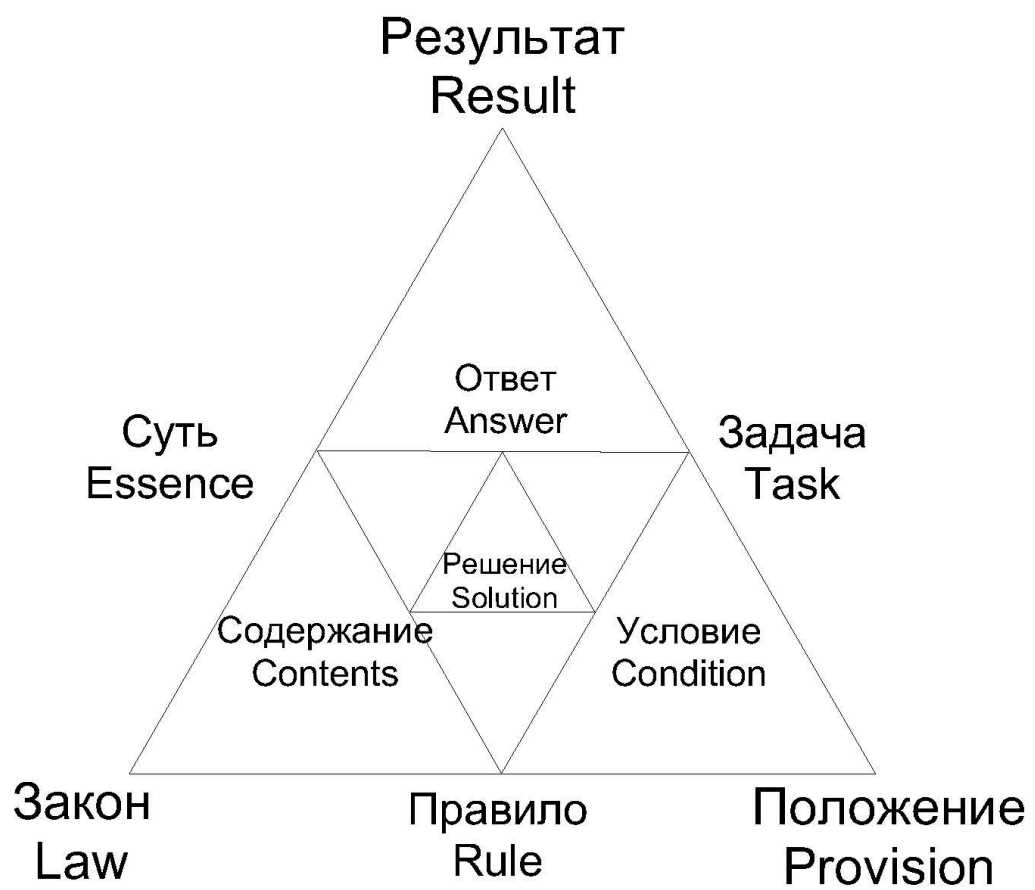 Результат
Result
Ответ
Answer
Суть
Essence
Задача
Task
Решение
Solution
Содержание
Contents
Условие
Condition
Закон
Law
Правило
Rule
Положение
Provision